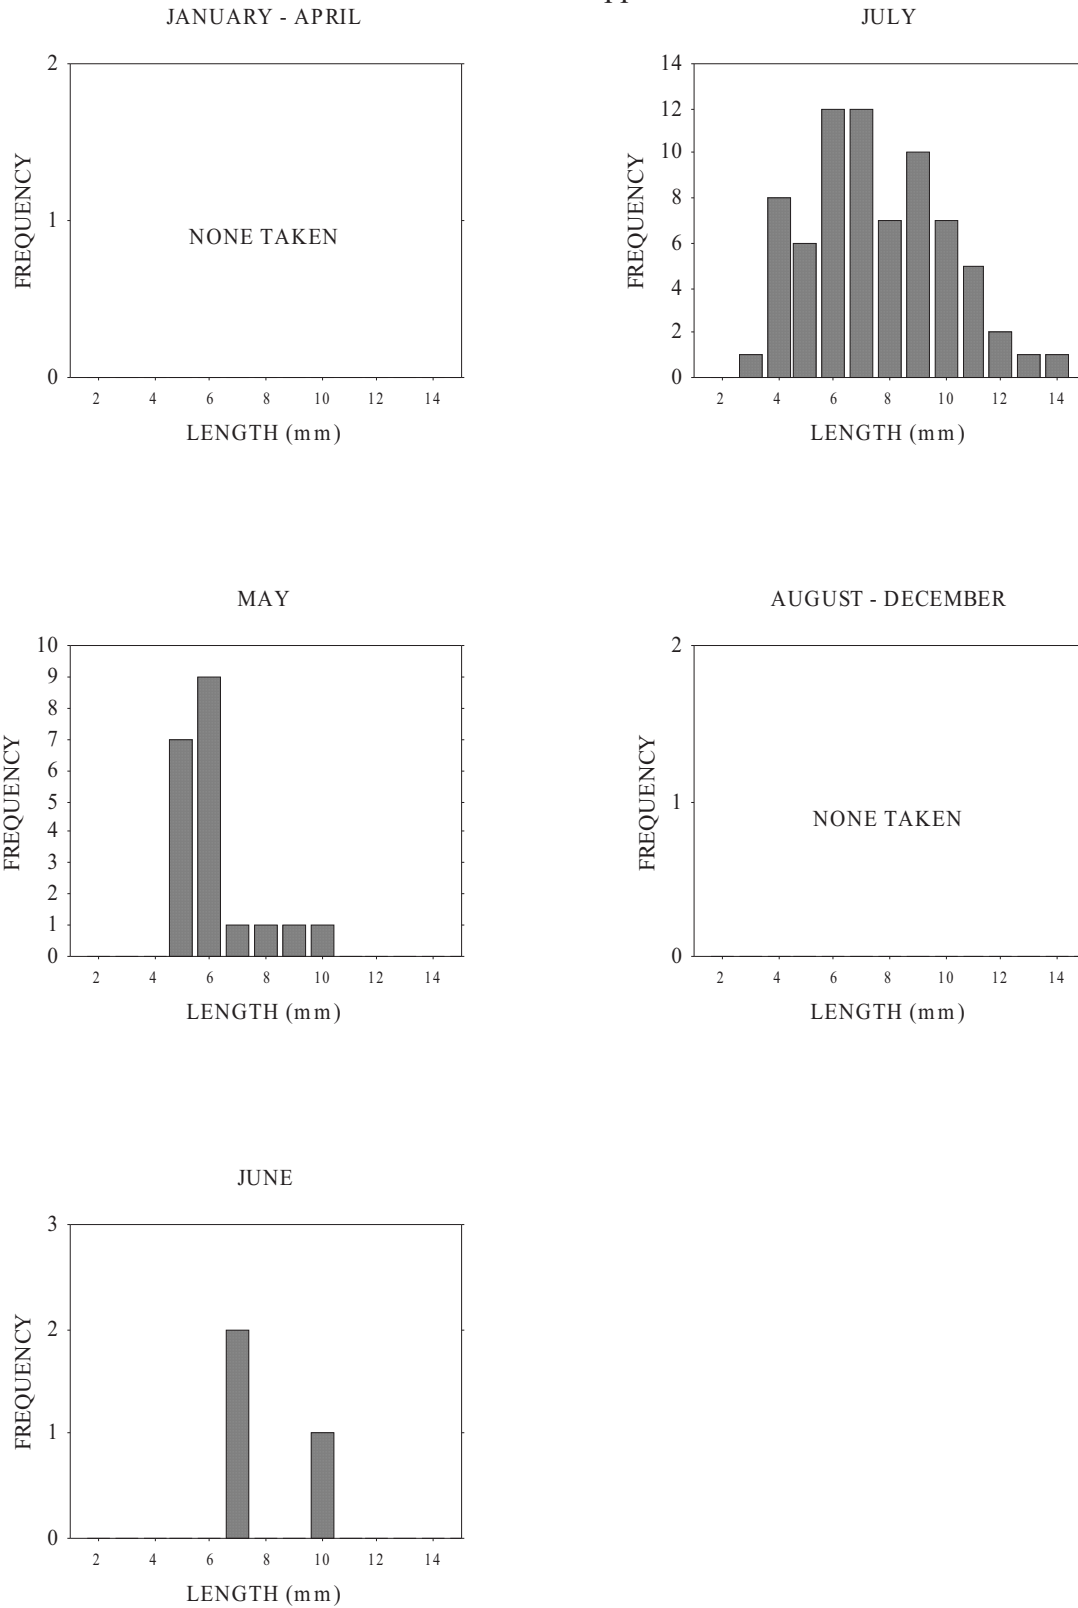 pp
JANUARY - APRIL
2
1
0
FREQUENCY
NONE TAKEN
2 4 6 8 10 12 14
LENGTH (mm)
JULY
14
12
10
8
6
4
2
0
FREQUENCY
2 4 6 8 10 12 14
LENGTH (mm)
MAY
10
9
8
7
6
5
4
3
2
1
0
FREQUENCY
2 4 6 8 10 12 14
LENGTH (mm)
AUGUST - DECEMBER
2
1
0
FREQUENCY
NONE TAKEN
2 4 6 8 10 12 14
LENGTH (mm)
JUNE
3
2
1
0
FREQUENCY
2 4 6 8 10 12 14
LENGTH (mm)